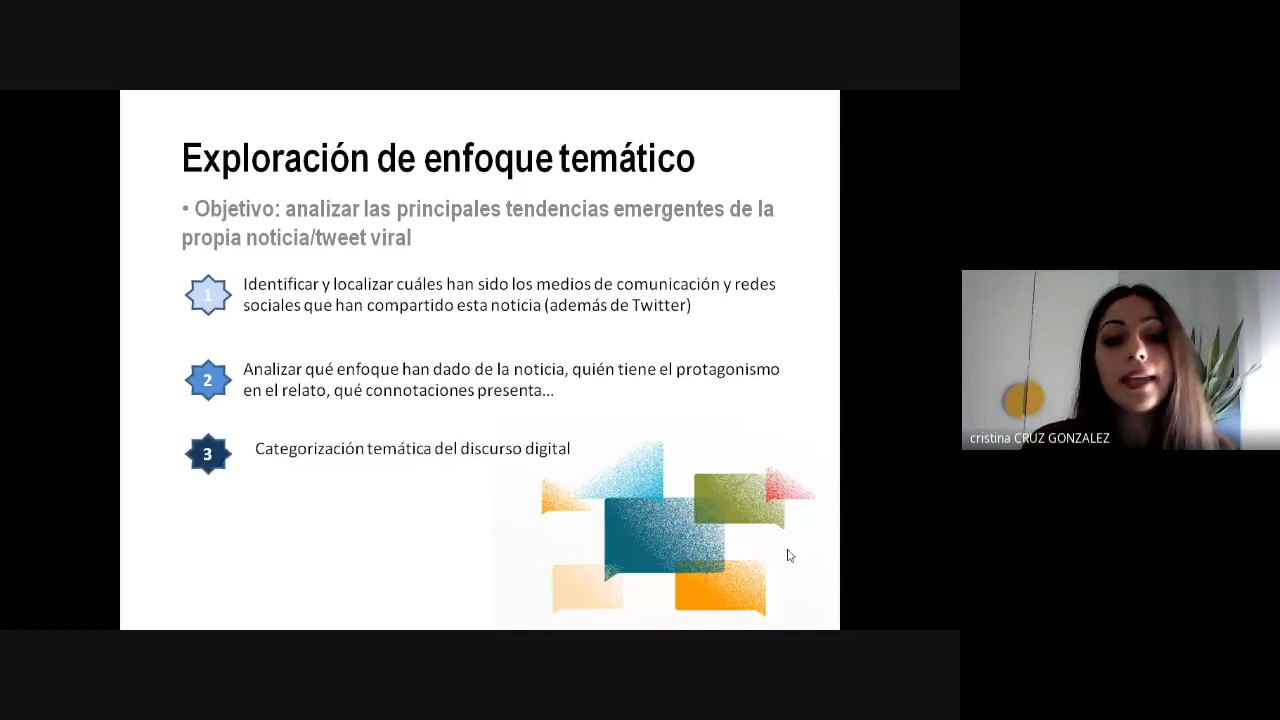 Exploración de enfoque temático
• Objetivo: analizar las principales tendencias emergentes de la
propia noticia/tweet viral
1
Identificar y localizar cuáles han sido los medios de comunicación y redes
sociales que han compartido esta noticia (además de Twitter)
2
Analizar qué enfoque han dado de la noticia, quién tiene el protagonismo
en el relato, qué connotaciones presenta...
3
Categorización temática del discurso digital
cristina CRUZ GONZALEZ